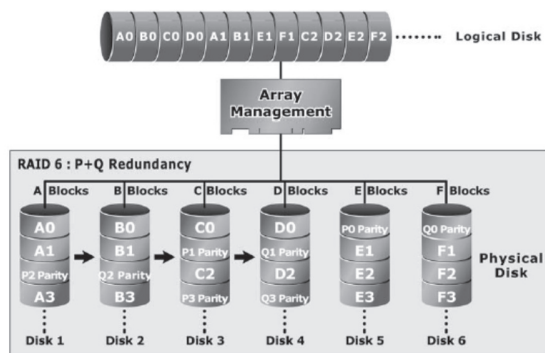 A0 B0 C0 D0 A1 B1 E1 F1 C2 D2 E2 F2 Logical Disk
Array
Management
RAID 6 : P+Q Redundancy
A Blocks B Blocks C Blocks D Blocks E Blocks F Blocks
A0 B0 C0 D0 P0 Parity Q0 Parity
A1 B1 P1 Parity Q1 Parity E1 F1
P2 Parity Q2 Parity C2 D2 E2 F2
A3 B3 P3 Parity Q3 Parity E3 F3
Physical
Disk
Disk 1 Disk 2 Disk 3 Disk 4 Disk 5 Disk 6